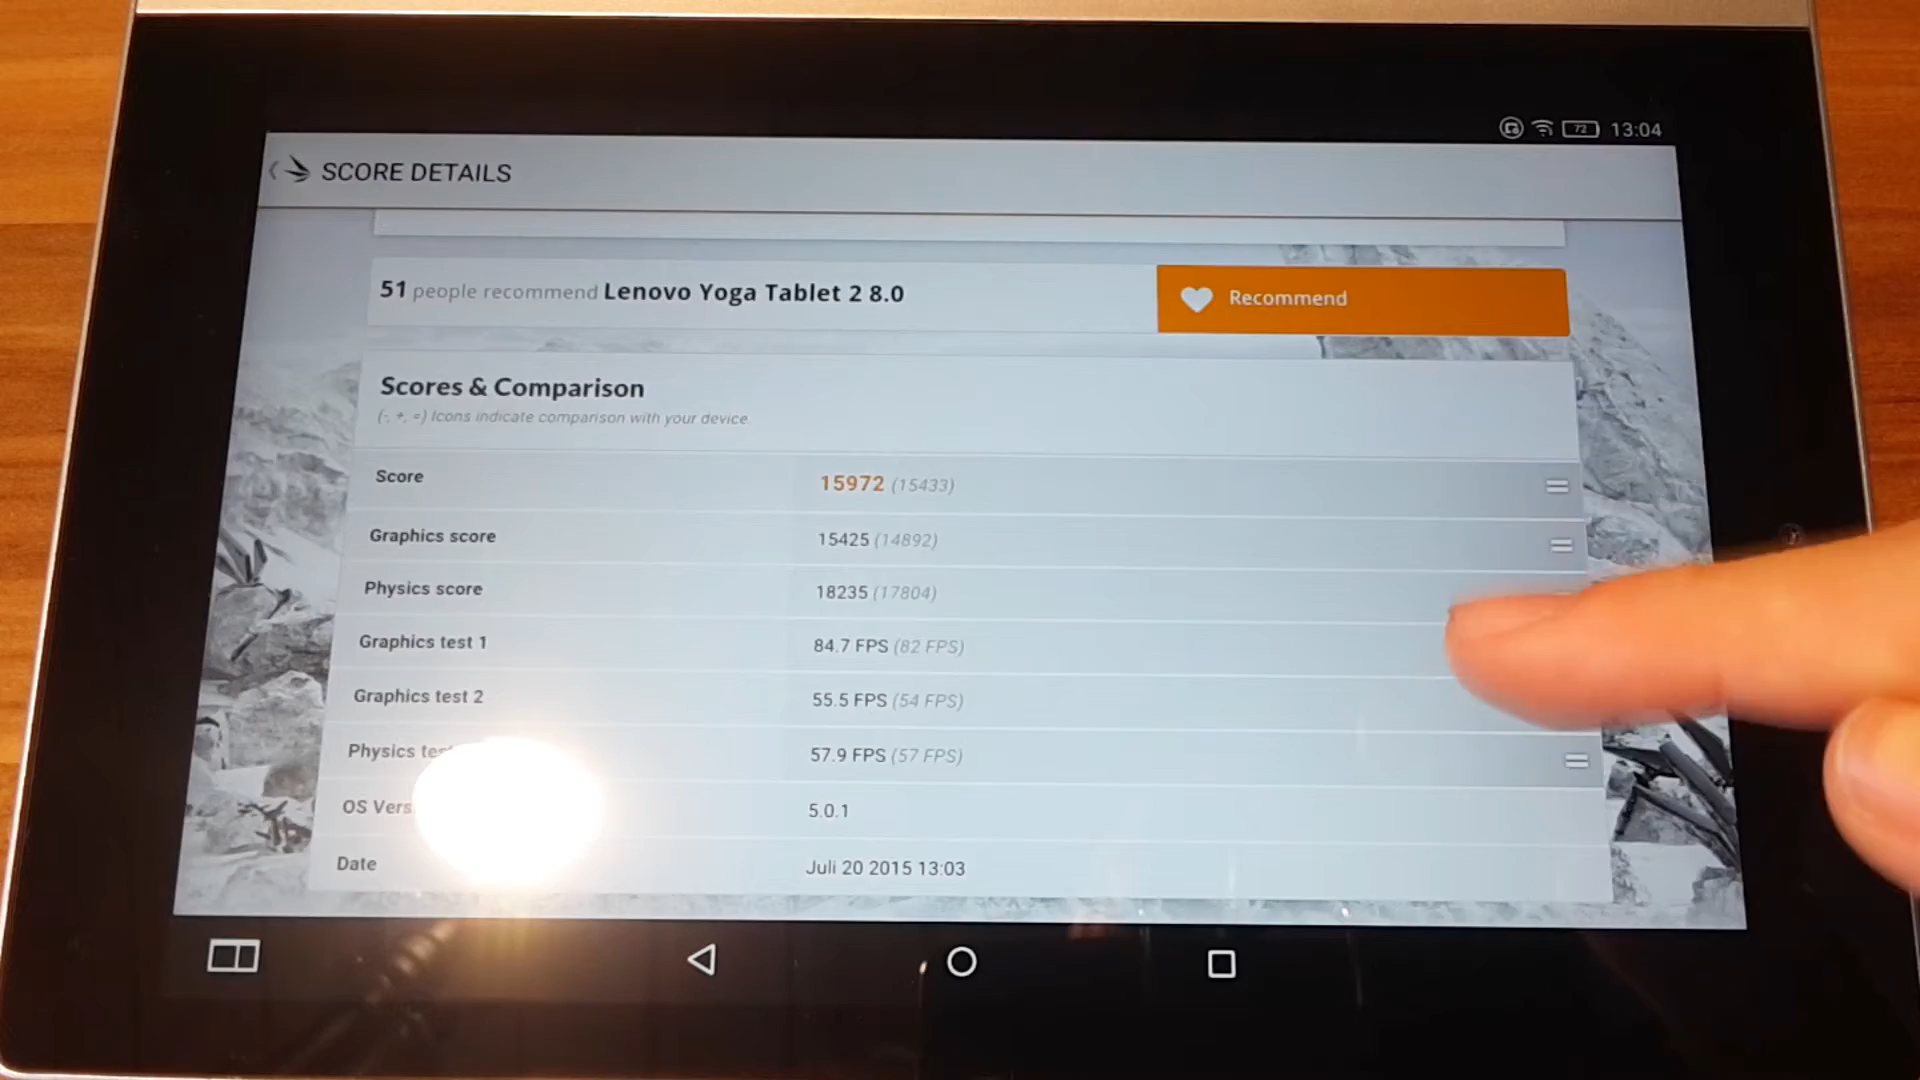 72 13:04
SCORE DETAILS
51 people recommend Lenovo Yoga Tablet 2 8.0
Recommend
Scores & Comparison
(-, +, =) Icons indicate comparison with your device
Score 15972 (15433)
Graphics score 15425 (14892)
Physics score 18235 (17804)
Graphics test 1 84.7 FPS (82 FPS)
Graphics test 2 55.5 FPS (54 FPS)
Physics 57.9 FPS (57 FPS)
OS 5.0.1
Date Juli 20 2015 13:03